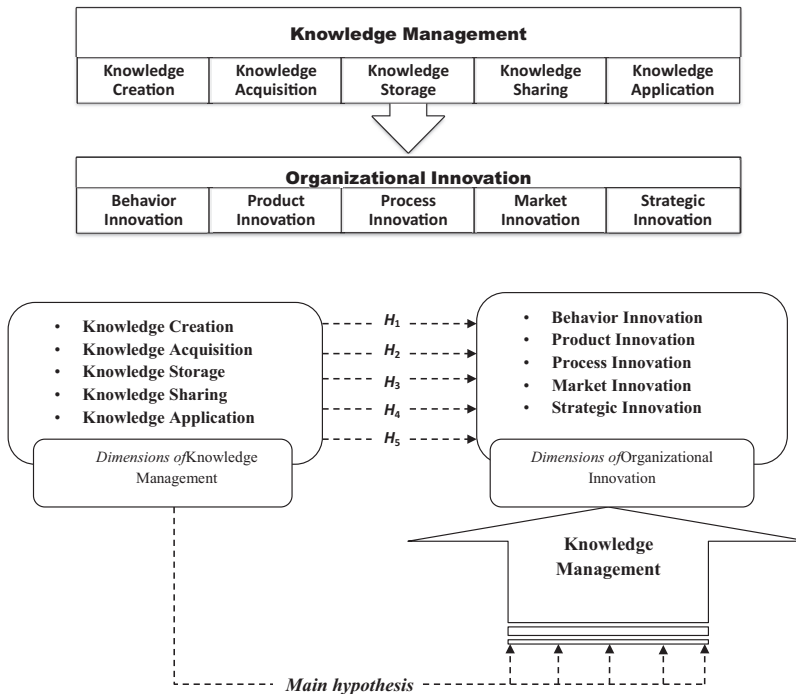 Knowledge Management
Knowledge Creation
Knowledge Acquisition
Knowledge Storage
Knowledge Sharing
Knowledge Application
Organizational Innovation
Behavior Innovation
Product Innovation
Process Innovation
Market Innovation
Strategic Innovation
• Knowledge Creation
• Knowledge Acquisition
• Knowledge Storage
• Knowledge Sharing
• Knowledge Application
Dimensions ofKnowledge
Management
H1
H2
H3
H4
H5
• Behavior Innovation
• Product Innovation
• Process Innovation
• Market Innovation
• Strategic Innovation
Dimensions ofOrganizational
Innovation
Knowledge
Management
Main hypothesis